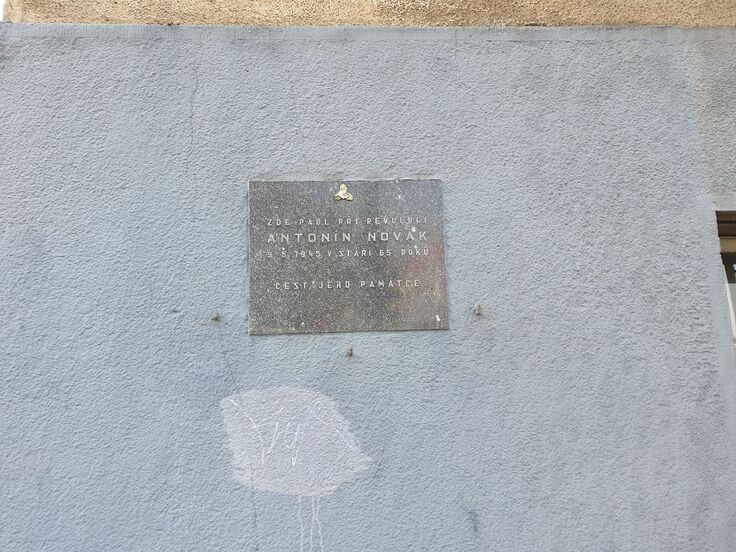 ZDE PADL PŘI REVOLUCI
ANTONÍN NOVÁK
9.5.1945 V STÁŘÍ 65 ROKŮ
ČEST JEHO PAMÁTCE